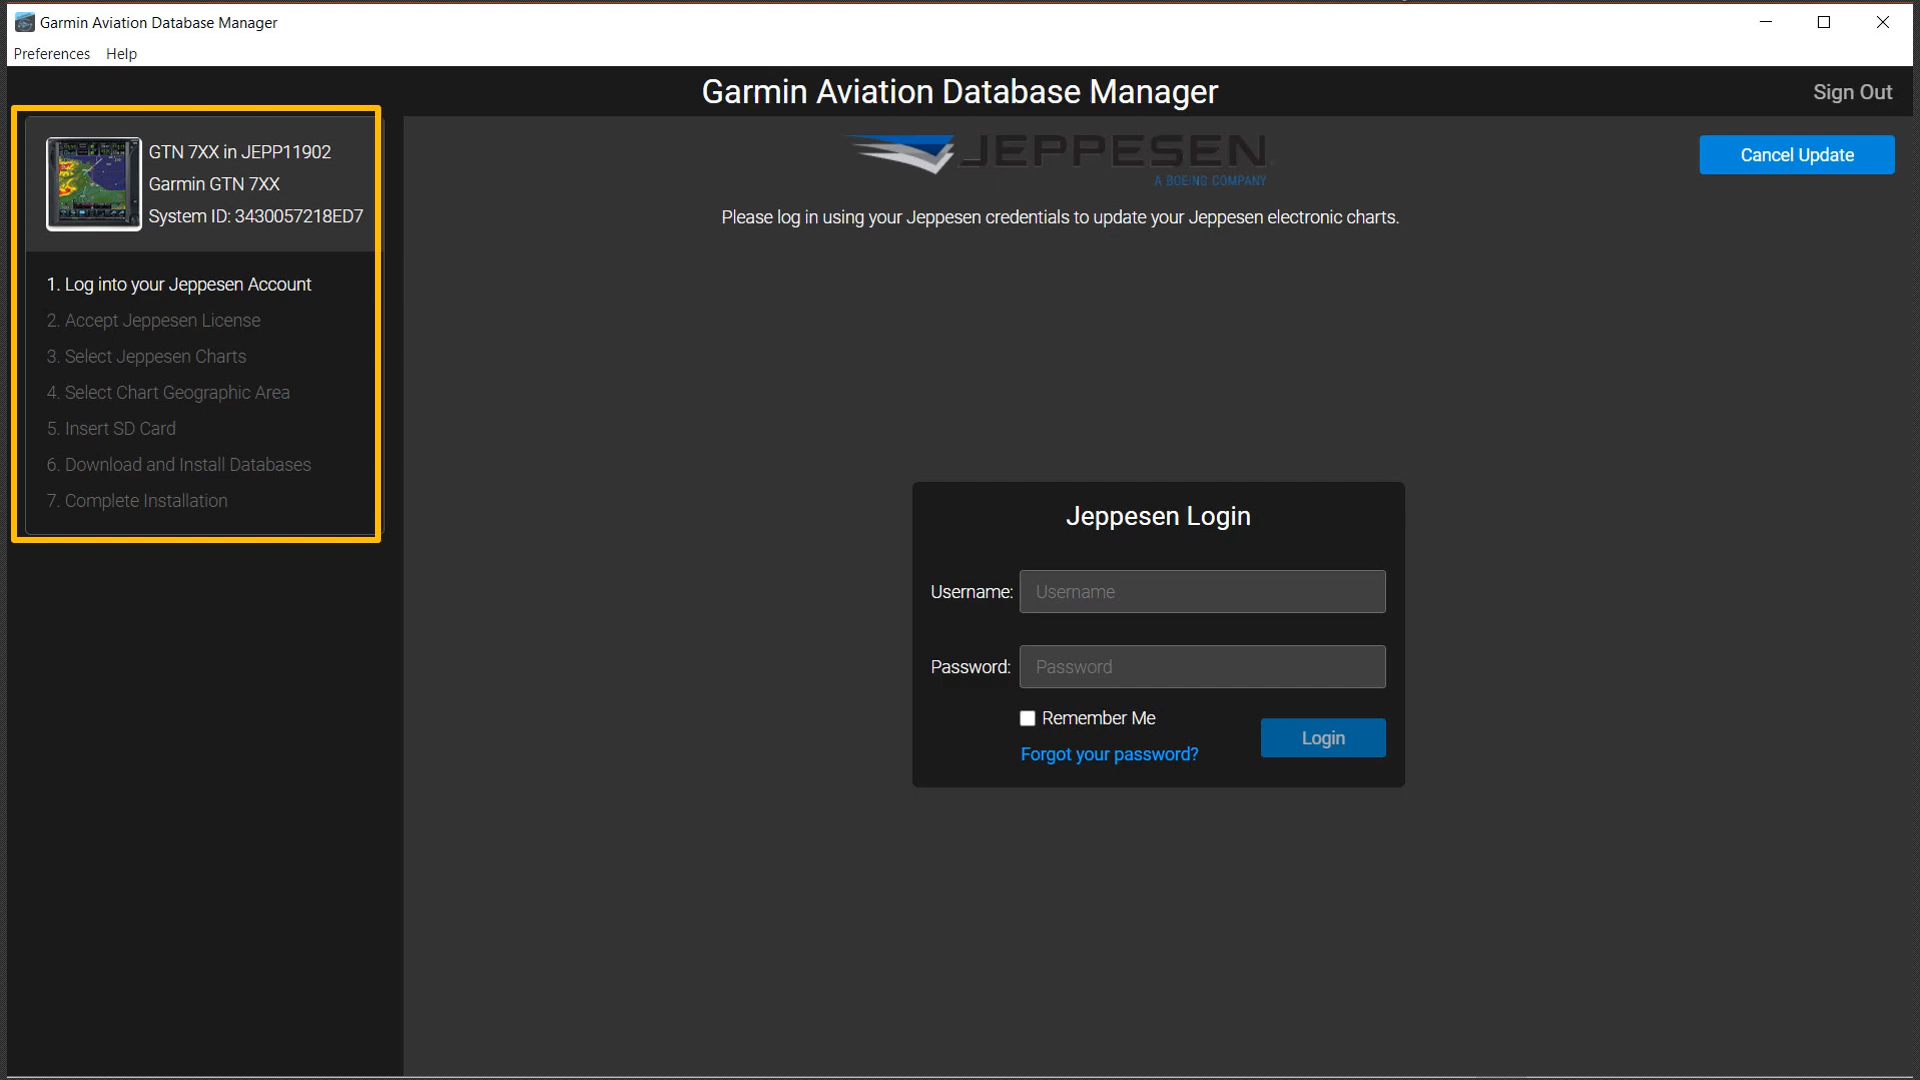 Garmin Aviation Database Manager
Preferences Help
Garmin Aviation Database Manager
Sign Out
GTN 7XX in JEPP11902
Garmin GTN 7XX
System ID: 3430057218ED7
1. Log into your Jeppesen Account
2. Accept Jeppesen License
3. Select Jeppesen Charts
4. Select Chart Geographic Area
5. Insert SD Card
6. Download and Install Databases
7. Complete Installation
JEPPESEN
A BOEING COMPANY
Cancel Update
Please log in using your Jeppesen credentials to update your Jeppesen electronic charts.
Jeppesen Login
Username: Username
Password: Password
Remember Me
Forgot your password?
Login